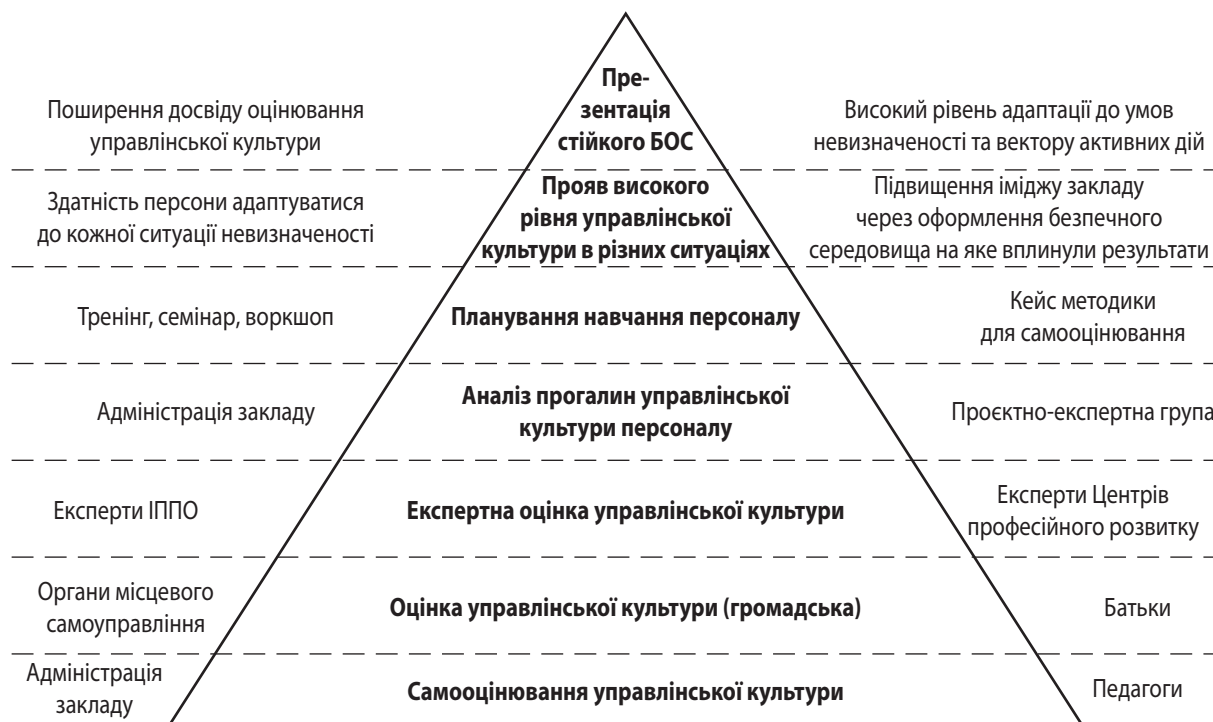 Пре-
зентація
стійкого БОС
Поширення досвіду оцінювання
управлінської культури
Високий рівень адаптації до умов
невизначеності та вектору активних дій
Здатність персони адаптуватися
до кожної ситуації невизначеності
Прояв високого
рівня управлінської
культури в різних ситуаціях
Підвищення іміджу закладу
через оформлення безпечного
середовища на яке вплинули результати
Тренінг, семінар, воркшоп
Планування навчання персоналу
Кейс методики
для самооцінювання
Адміністрація закладу
Аналіз прогалин управлінської
культури персоналу
Проєктно-експертна група
Експерти ІППО
Експертна оцінка управлінської культури
Експерти Центрів
професійного розвитку
Органи місцевого
самоуправління
Оцінка управлінської культури (громадська)
Батьки
Адміністрація
закладу
Самооцінювання управлінської культури
Педагоги